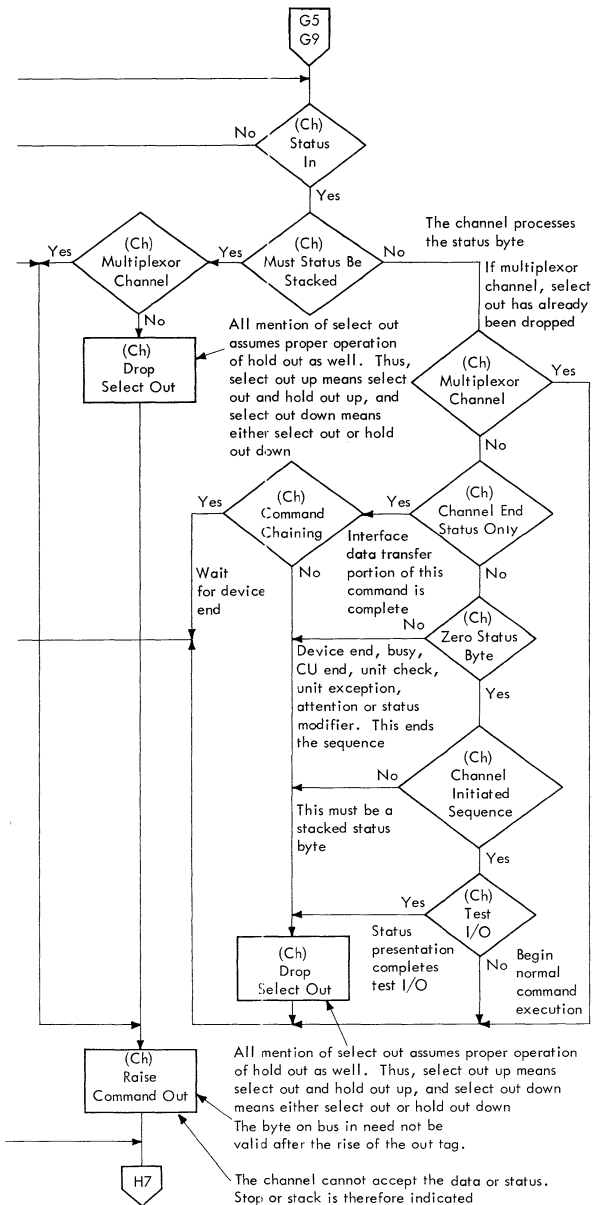 G5
G9
(Ch)
Status
In
No
Yes
(Ch)
Must Status Be
Stacked
Yes
No
The channel processes
the status byte
If multiplexor
channel, select
out has already
been dropped
(Ch)
Multiplexor
Channel
Yes
No
(Ch)
Drop
Select Out
All mention of select out
assumes proper operation
of hold out as well. Thus,
select out up means select
out and hold out up, and
select out down means
either select out or hold
out down
(Ch)
Multiplexor
Channel
Yes
No
(Ch)
Channel End
Status Only
Yes
No
(Ch)
Command
Chaining
Yes
No
Interface
data transfer
portion of this
command is
complete
Wait
for device
end
(Ch)
Zero Status
Byte
No
Yes
Device end, busy,
CU end, unit check,
unit exception,
attention or status
modifier. This ends
the sequence
(Ch)
Channel
Initiated
Sequence
No
Yes
This must be a
stacked status
byte
(Ch)
Test
I/O
Yes
No
Status
presentation
completes
test I/O
Begin
normal
command
execution
(Ch)
Drop
Select Out
All mention of select out assumes proper operation
of hold out as well. Thus, select out up means
select out and hold out up, and select out down
means either select out or hold out down
(Ch)
Raise
Command Out
The byte on bus in need not be
valid after the rise of the out tag.
The channel cannot accept the data or status.
Stop or stack is therefore indicated
H7